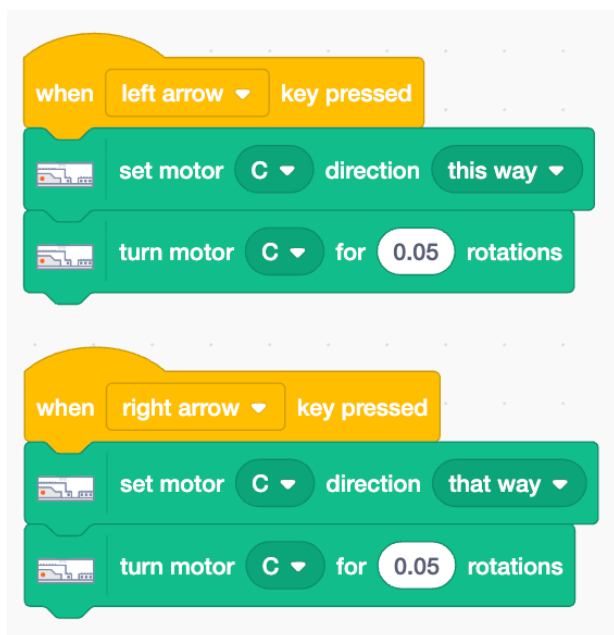 when left arrow key pressed
set motor C direction this way
turn motor C for 0.05 rotations
when right arrow key pressed
set motor C direction that way
turn motor C for 0.05 rotations